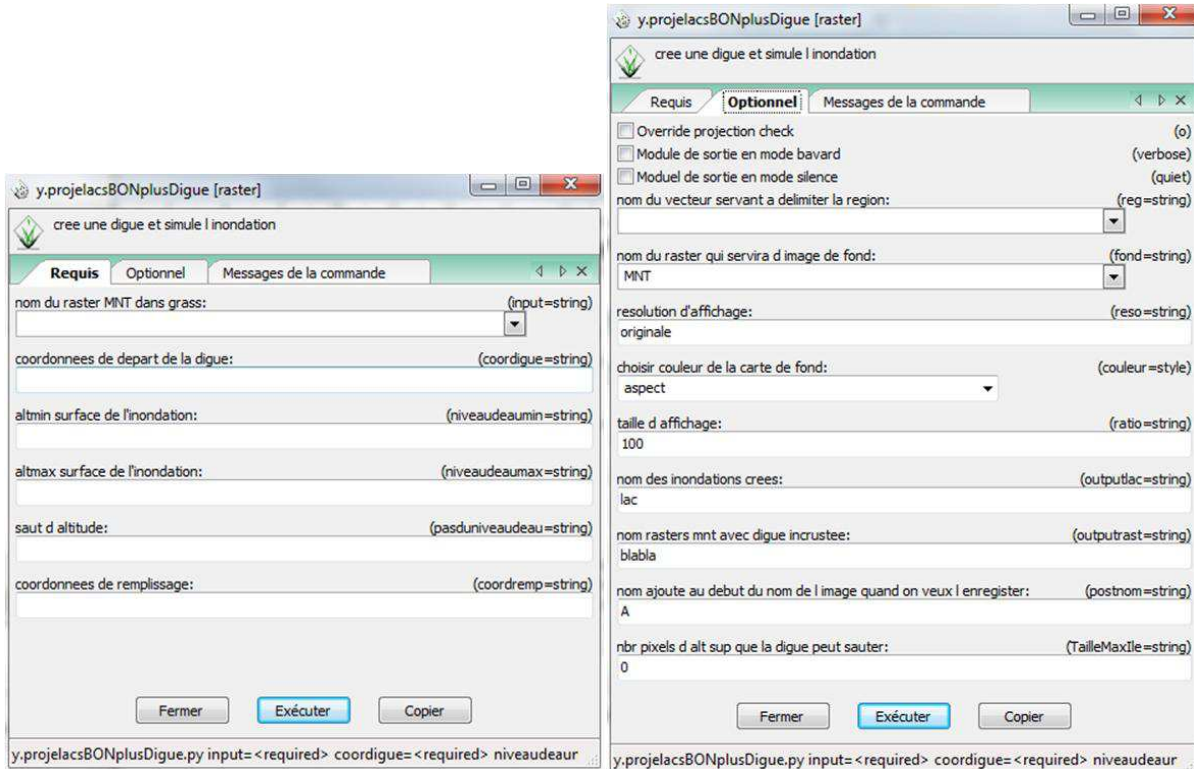 y.projelacsBONplusDigue [raster]
cree une digue et simule l inondation
Requis Optionnel Messages de la commande
nom du raster MNT dans grass: (input=string)
coordonnees de depart de la digue: (coordigue=string)
altmin surface de l'inondation: (niveaudeaumin=string)
altmax surface de l'inondation: (niveaudeaumax=string)
saut d altitude: (pasduniveaudeau=string)
coordonnees de remplissage: (coordremp=string)
Fermer Exécuter Copier
y.projelacsBONplusDigue.py input=<required> coordigue=<required> niveaudeaur
y.projelacsBONplusDigue [raster]
cree une digue et simule l inondation
Requis Optionnel Messages de la commande
Override projection check (o)
Module de sortie en mode bavard (verbose)
Moduel de sortie en mode silence (quiet)
nom du vecteur servant a delimiter la region: (reg=string)
nom du raster qui servira d image de fond: (fond=string)
MNT
resolution d'affichage: (reso=string)
originale
choisir couleur de la carte de fond: (couleur=style)
aspect
taille d affichage: (ratio=string)
100
nom des inondations crees: (outputlac=string)
lac
nom rasters mnt avec digue incrustee: (outputrast=string)
blabla
nom ajoute au debut du nom de l image quand on veux l enregister: (postnom=string)
A
nbr pixels d alt sup que la digue peut sauter: (TailleMaxIle=string)
0
Fermer Exécuter Copier
y.projelacsBONplusDigue.py input=<required> coordigue=<required> niveaudeaur